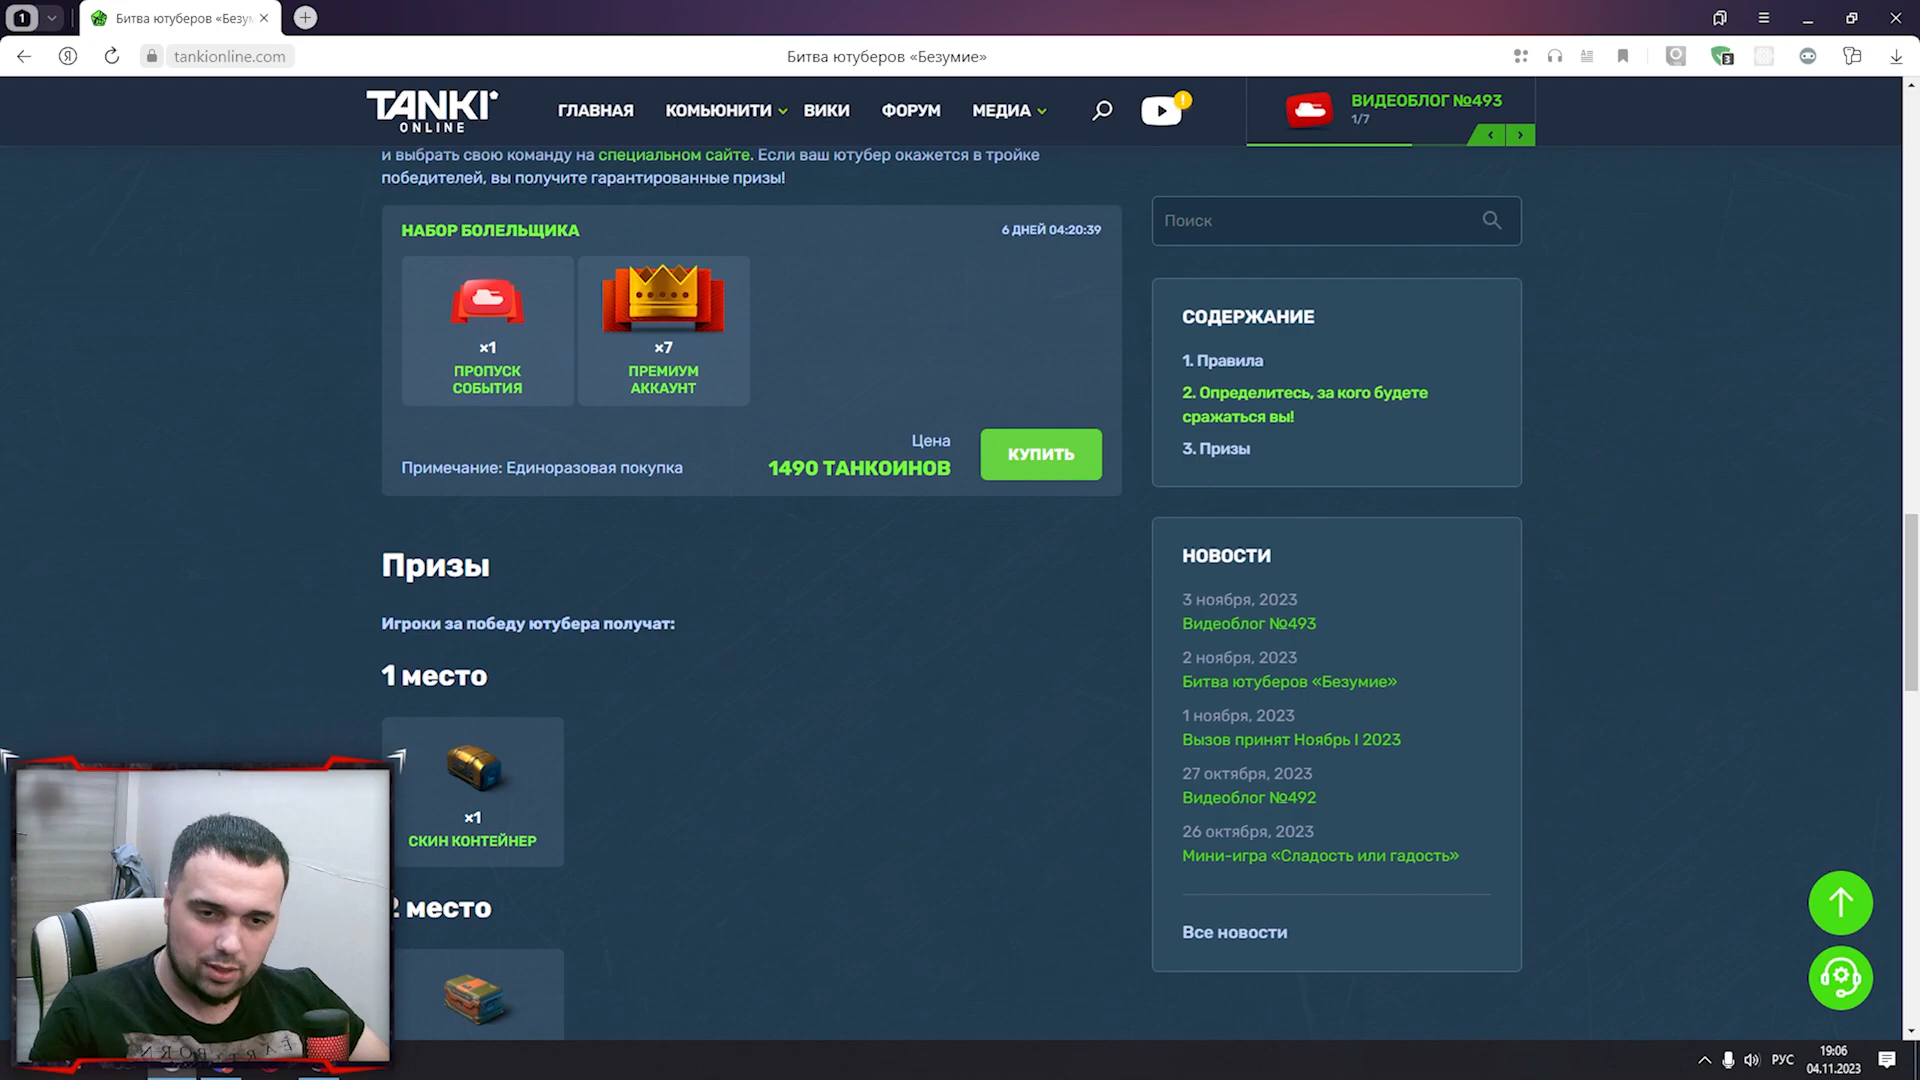 1
Битва ютуберов «Безу
tankionline.com
Битва ютуберов «Безумие»
3
TANKI
ONLINE
ГЛАВНАЯ
КОМЬЮНИТИ
ВИКИ
ФОРУМ
МЕДИА
!
ВИДЕОБЛОГ №493
1/7
и выбрать свою команду на специальном сайте. Если ваш ютубер окажется в тройке
победителей, вы получите гарантированные призы!
НАБОР БОЛЕЛЬЩИКА
6 ДНЕЙ 04:20:39
×1
ПРОПУСК
СОБЫТИЯ
×7
ПРЕМИУМ
АККАУНТ
Примечание: Единоразовая покупка
Цена
1490 ТАНКОИНОВ
КУПИТЬ
Призы
Игроки за победу ютубера получат:
1 место
×1
СКИН КОНТЕЙНЕР
2 место
Поиск
СОДЕРЖАНИЕ
1. Правила
2. Определитесь, за кого будете
сражаться вы!
3. Призы
НОВОСТИ
3 ноября, 2023
Видеоблог №493
2 ноября, 2023
Битва ютуберов «Безумие»
1 ноября, 2023
Вызов принят Ноябрь I 2023
27 октября, 2023
Видеоблог №492
26 октября, 2023
Мини-игра «Сладость или гадость»
Все новости
РУС
19:06
04.11.2023